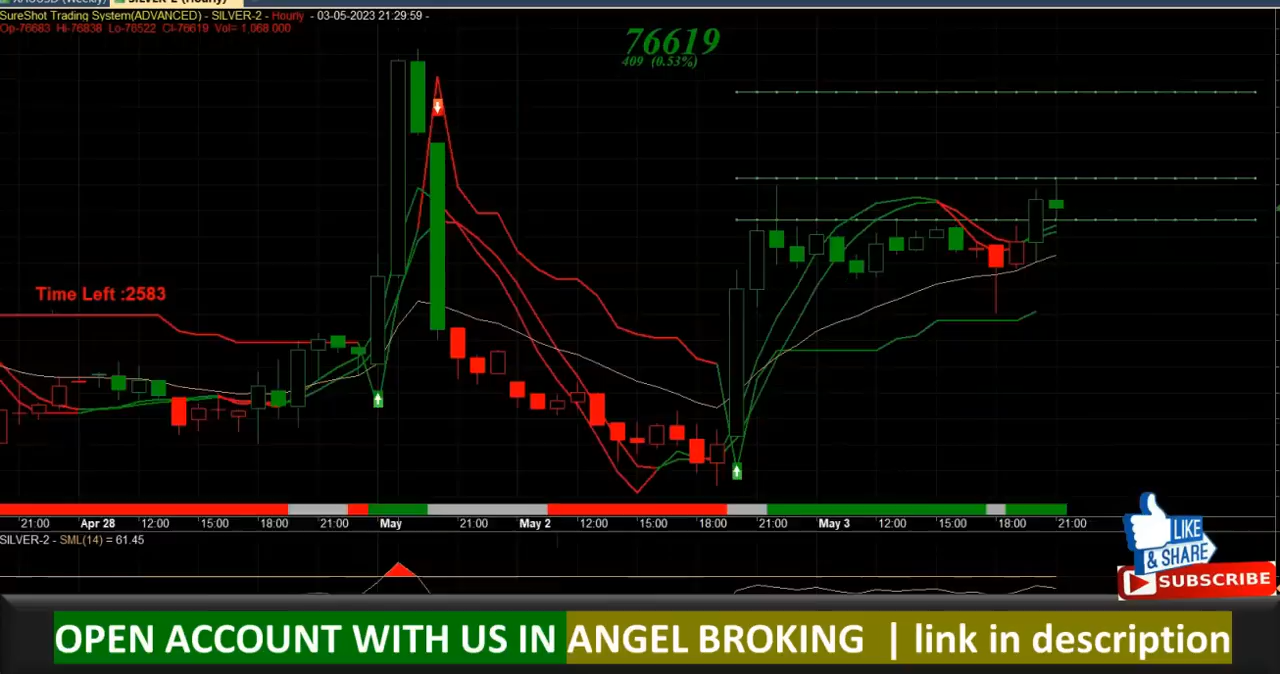 SureShot Trading System(ADVANCED) - SILVER-2 - Hourly - 03-05-2023 21:29:59 -
Op-76683 Hi-76838 Lo-76522 Cl-76619 Vol= 1,068.000
76619
409 (0.53%)
Time Left :2583
21:00 Apr 28 12:00 15:00 18:00 21:00 May 21:00 May 2 12:00 15:00 18:00 21:00 May 3 12:00 15:00 18:00 21:00
SILVER-2 - SML(14) = 61.45
LIKE
& SHARE
SUBSCRIBE
OPEN ACCOUNT WITH US IN ANGEL BROKING | link in description